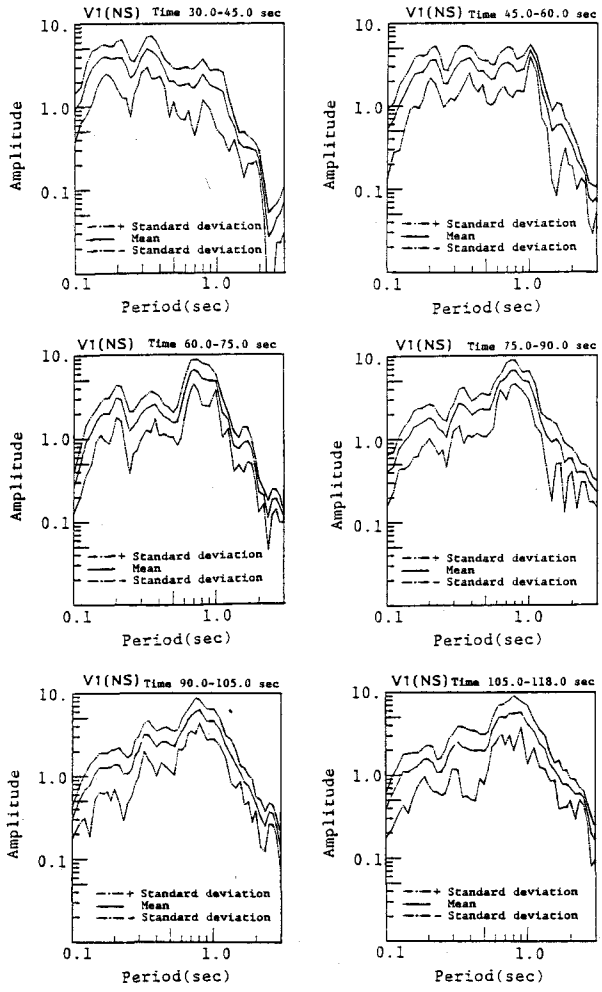 V1(NS) Time 30.0-45.0 sec
10.
1.0
0.1
Amplitude
+ Standard deviation
Mean
- Standard deviation
0.1 1.0
Period(sec)
V1(NS) Time 45.0-60.0 sec
10.
1.0
0.1
Amplitude
+ Standard deviation
Mean
- Standard deviation
0.1 1.0
Period(sec)
V1(NS) Time 60.0-75.0 sec
10.
1.0
0.1
Amplitude
+ Standard deviation
Mean
- Standard deviation
0.1 1.0
Period(sec)
V1(NS) Time 75.0-90.0 sec
10.
1.0
0.1
Amplitude
+ Standard deviation
Mean
- Standard deviation
0.1 1.0
Period(sec)
V1(NS) Time 90.0-105.0 sec
10.
1.0
0.1
Amplitude
+ Standard deviation
Mean
- Standard deviation
0.1 1.0
Period(sec)
V1(NS) Time 105.0-118.0 sec
10.
1.0
0.1
Amplitude
+ Standard deviation
Mean
- Standard deviation
0.1 1.0
Period(sec)